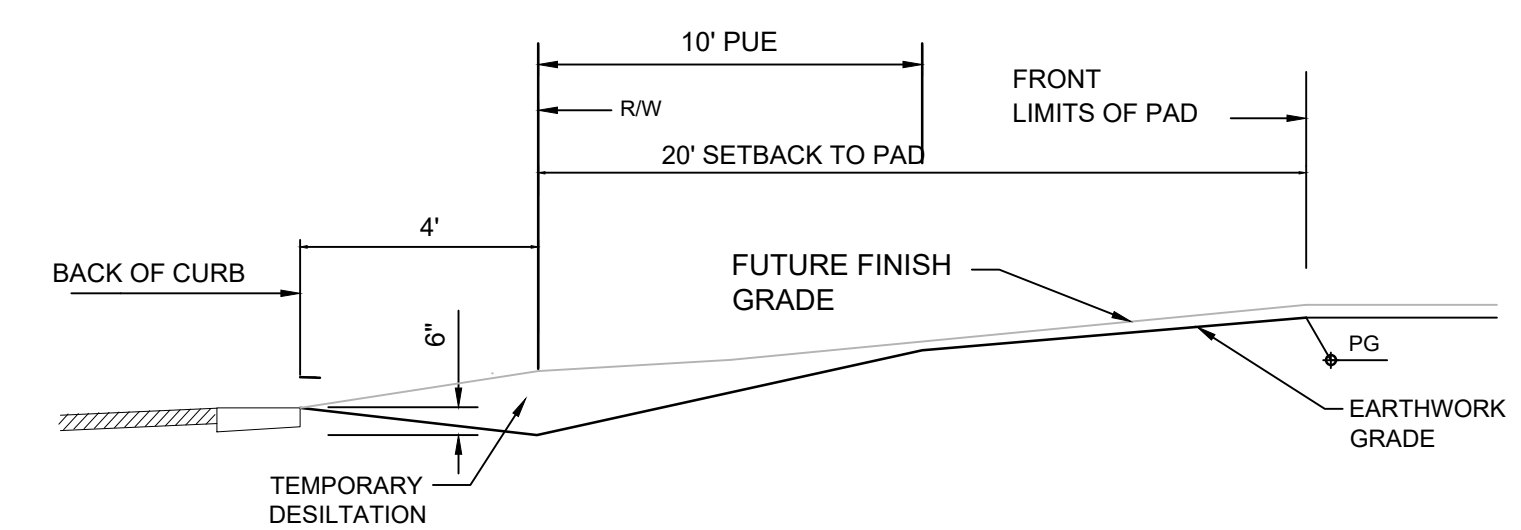 10' PUE
FRONT
LIMITS OF PAD
R/W
20' SETBACK TO PAD
4'
BACK OF CURB
FUTURE FINISH
GRADE
6"
PG
EARTHWORK
GRADE
TEMPORARY
DESILTATION